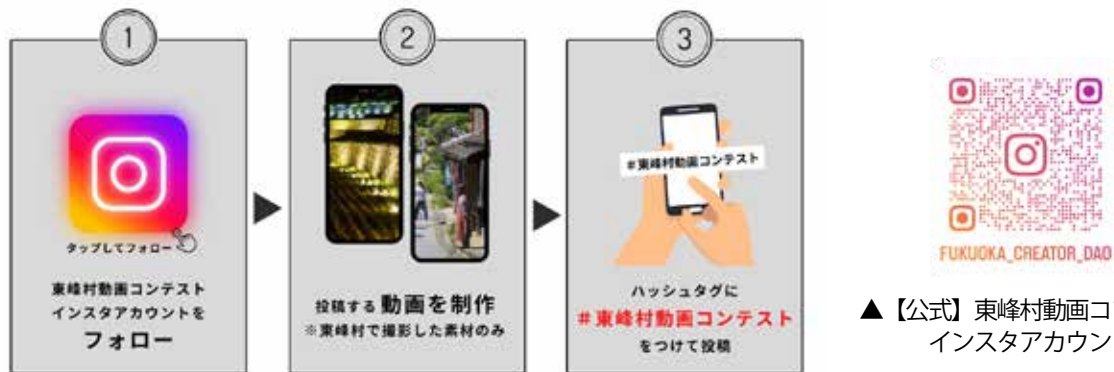 1
タップしてフォロー
東峰村動画コンテスト
インスタアカウントを
フォロー
2
投稿する動画を制作
※東峰村で撮影した素材のみ
3
#東峰村動画コンテスト
ハッシュタグに
#東峰村動画コンテスト
をつけて投稿
FUKUOKA_CREATOR_DAO
▲【公式】東峰村動画コ
インスタアカウン